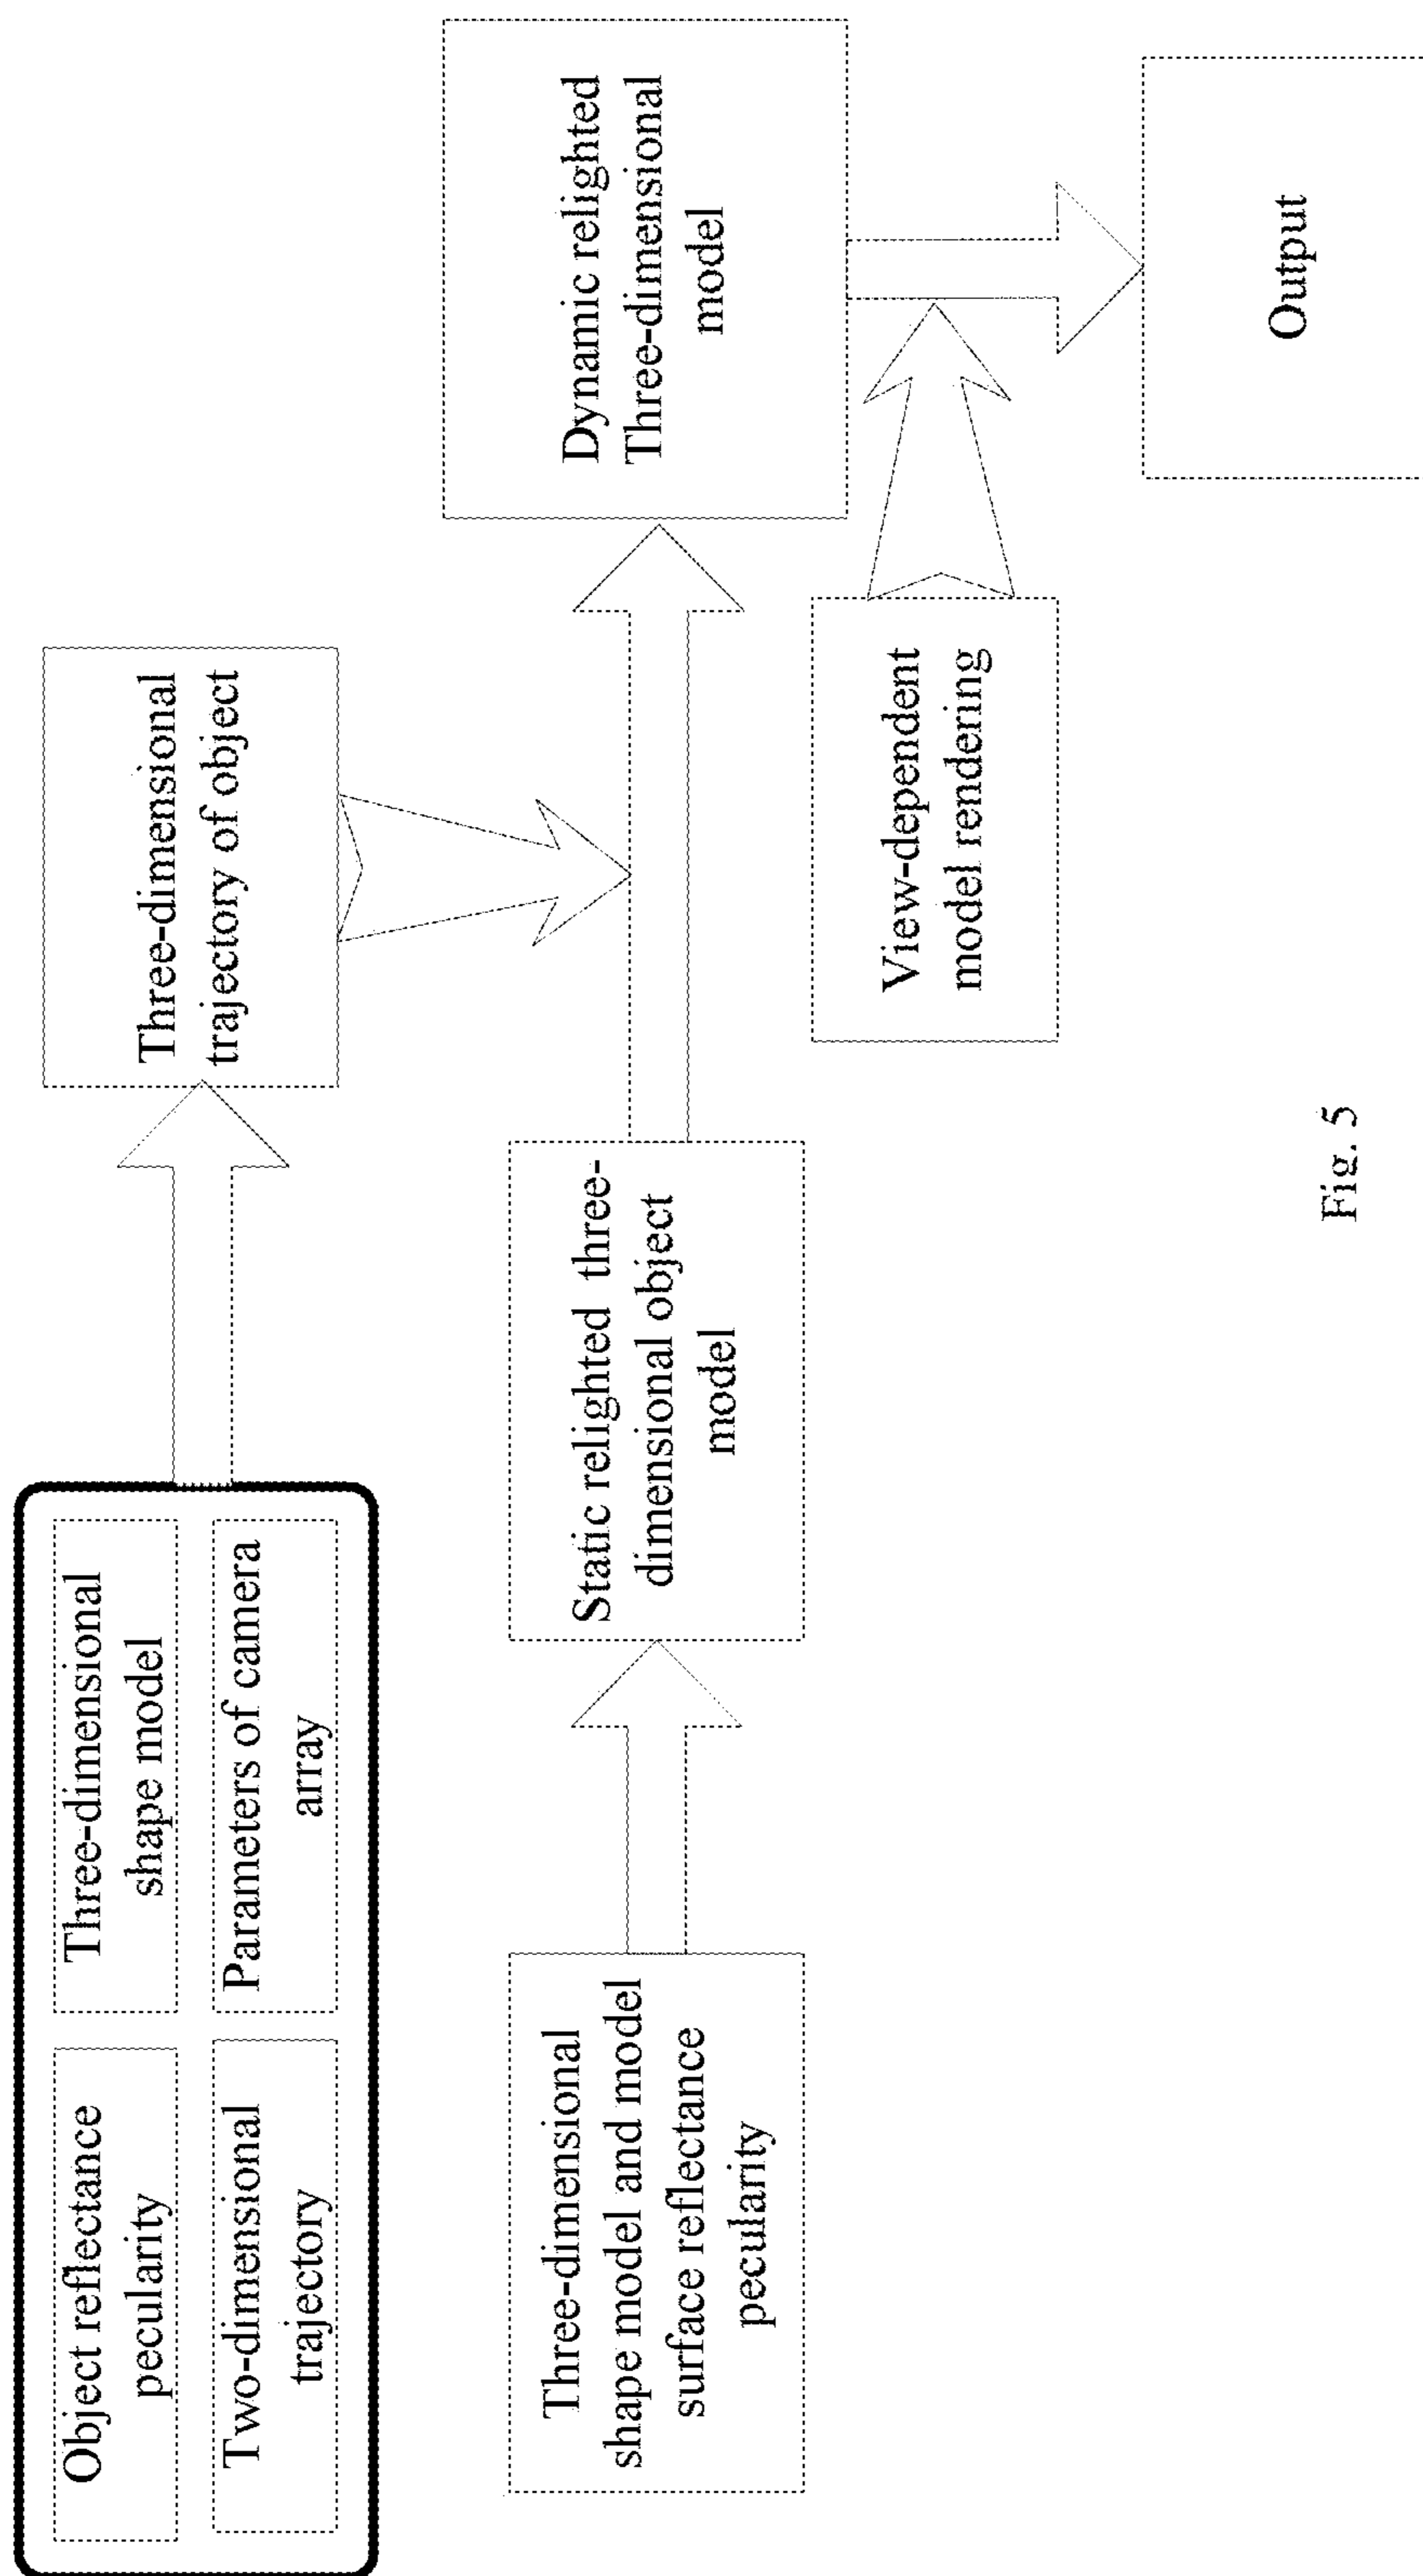 Object reflectance
pecularity
Three-dimensional
shape model
Two-dimensional
trajectory
Parameters of camera
array
Three-dimensional
trajectory of object
Three-dimensional
shape model and model
surface reflectance
pecularity
Static relighted three-
dimensional object
model
Dynamic relighted
Three-dimensional
model
View-dependent
model rendering
Output
Fig. 5